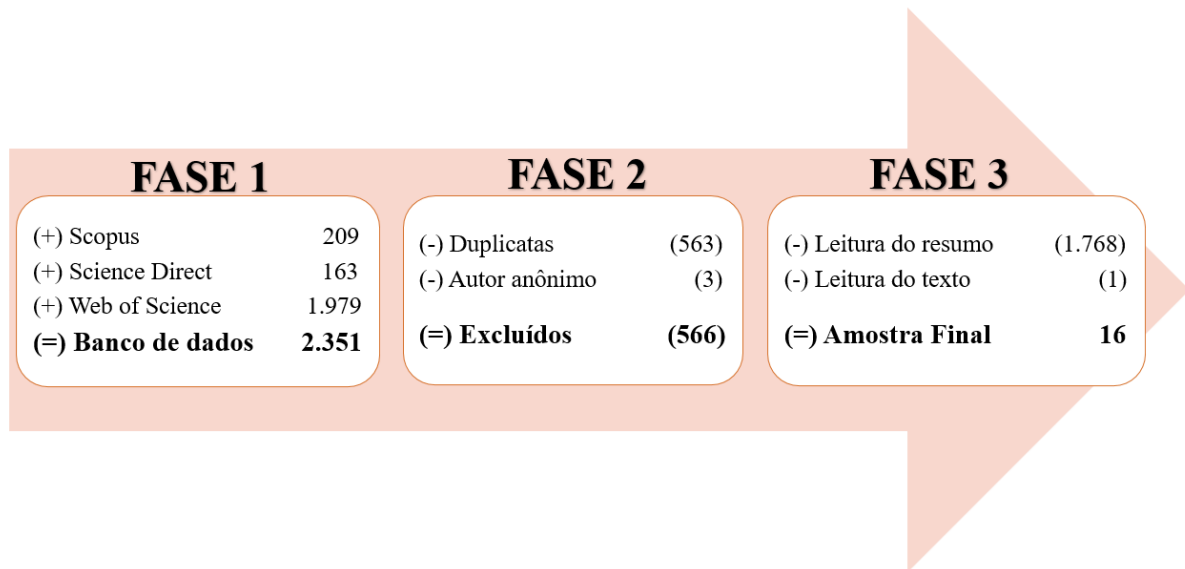 FASE 1
(+) Scopus 209
(+) Science Direct 163
(+) Web of Science 1.979
(=) Banco de dados 2.351
FASE 2
(-) Duplicatas (563)
(-) Autor anônimo (3)
(=) Excluídos (566)
FASE 3
(-) Leitura do resumo (1.768)
(-) Leitura do texto (1)
(=) Amostra Final 16